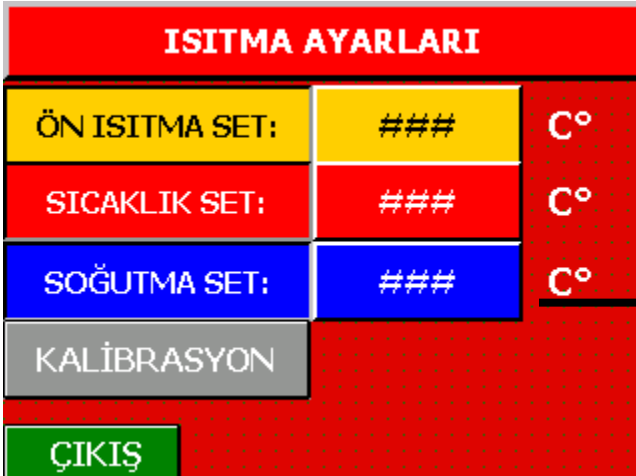 ISITMA AYARLARI
ÖN ISITMA SET: ### C°
SICAKLIK SET: ### C°
SOĞUTMA SET: ### C°
KALİBRASYON
ÇIKIŞ